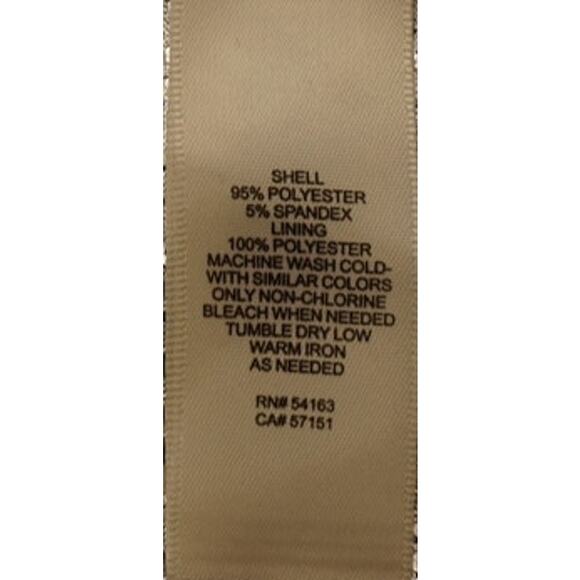 SHELL
95% POLYESTER
5% SPANDEX
LINING
100% POLYESTER
MACHINE WASH COLD-
WITH SIMILAR COLORS
ONLY NON-CHLORINE
BLEACH WHEN NEEDED
TUMBLE DRY LOW
WARM IRON
AS NEEDED
RN# 54163
CA# 57151